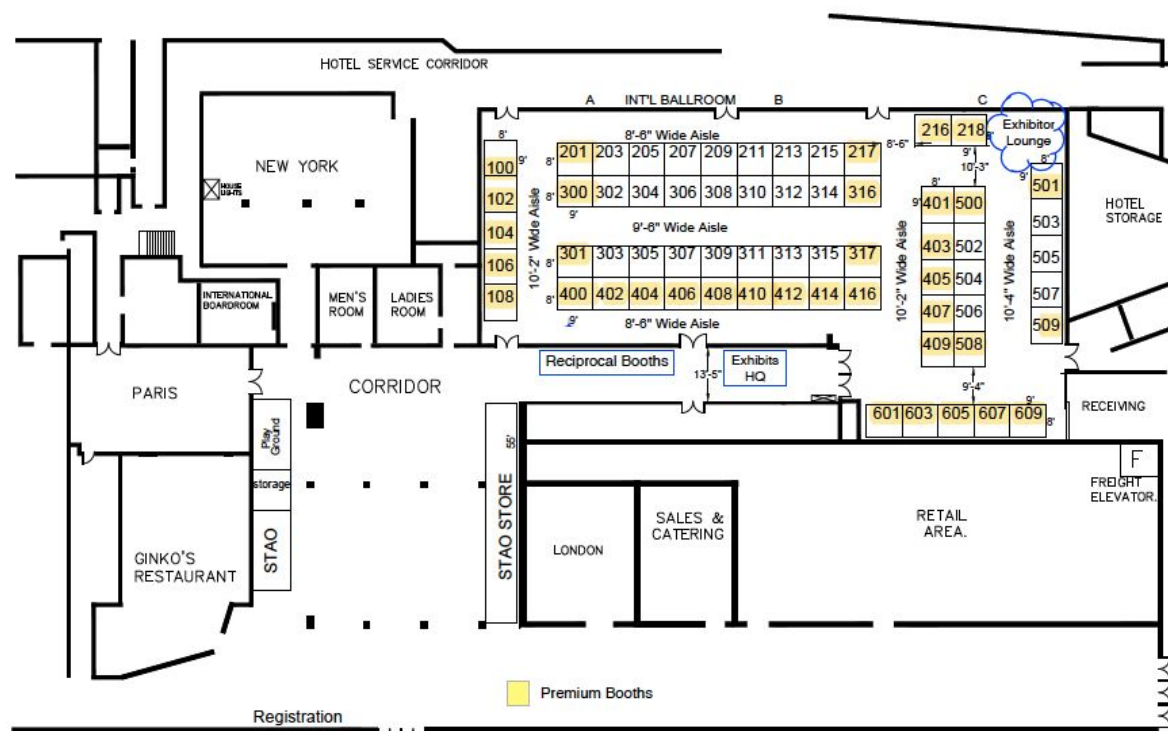 HOTEL SERVICE CORRIDOR
A INT'L BALLROOM B C
NEW YORK
HOUSE LIGHTS
8'
9'
100
102
104
106
108
10'-2" Wide Aisle
8'-6" Wide Aisle
8'
201 203 205 207 209 211 213 215 217
8'
300 302 304 306 308 310 312 314 316
9'
9'-6" Wide Aisle
8'
301 303 305 307 309 311 313 315 317
8'
400 402 404 406 408 410 412 414 416
9'
8'-6" Wide Aisle
8'-6"
216 218
8'
9'
10'-3"
Exhibitor
Lounge
8'
9'
401 500
403 502
405 504
407 506
409 508
10'-2" Wide Aisle
10'-4" Wide Aisle
8'
9'
501
503
505
507
509
9'-4"
601 603 605 607 609
9'
8'
HOTEL
STORAGE
RECEIVING
F
FREIGHT
ELEVATOR.
INTERNATIONAL
BOARDROOM
MEN'S
ROOM
LADIES
ROOM
Reciprocal Booths
13'-5"
Exhibits
HQ
PARIS
CORRIDOR
Play
Ground
storage
STAO
GINKO'S
RESTAURANT
55'
STAO STORE
LONDON
SALES &
CATERING
RETAIL
AREA.
Premium Booths
Registration